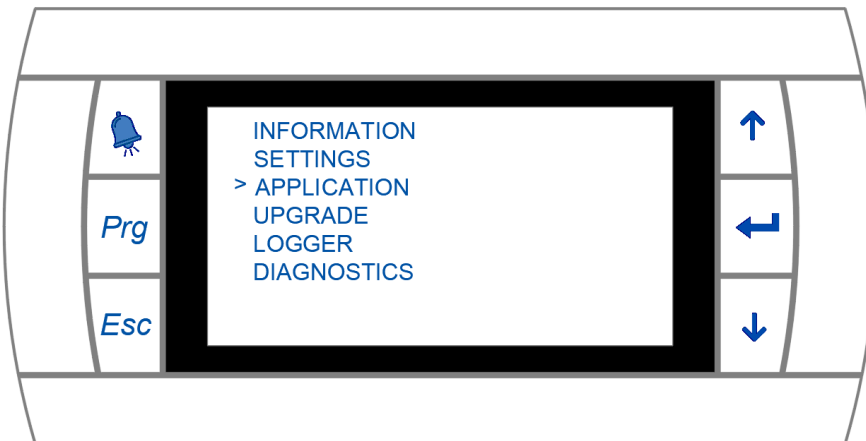 INFORMATION
SETTINGS
> APPLICATION
UPGRADE
LOGGER
DIAGNOSTICS
Prg
Esc